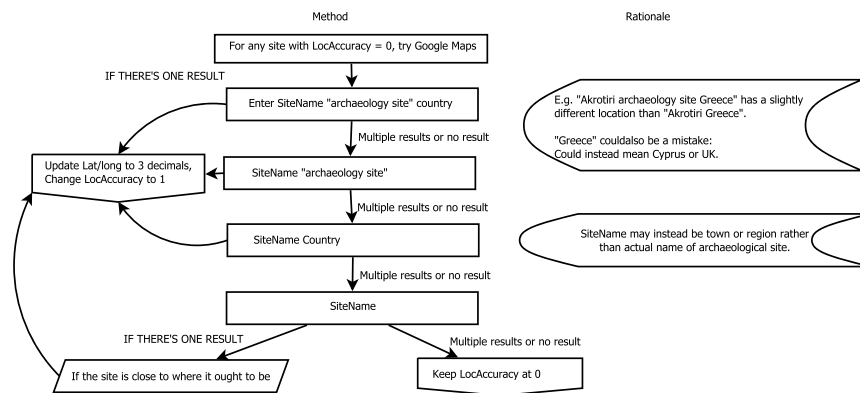 Method
Rationale
For any site with LocAccuracy = 0, try Google Maps
IF THERE'S ONE RESULT
Enter SiteName "archaeology site" country
E.g. "Akrotiri archaeology site Greece" has a slightly
different location than "Akrotiri Greece".
"Greece" couldalso be a mistake:
Could instead mean Cyprus or UK.
Multiple results or no result
Update Lat/long to 3 decimals,
Change LocAccuracy to 1
SiteName "archaeology site"
Multiple results or no result
SiteName Country
SiteName may instead be town or region rather
than actual name of archaeological site.
Multiple results or no result
SiteName
IF THERE'S ONE RESULT
Multiple results or no result
If the site is close to where it ought to be
Keep LocAccuracy at 0